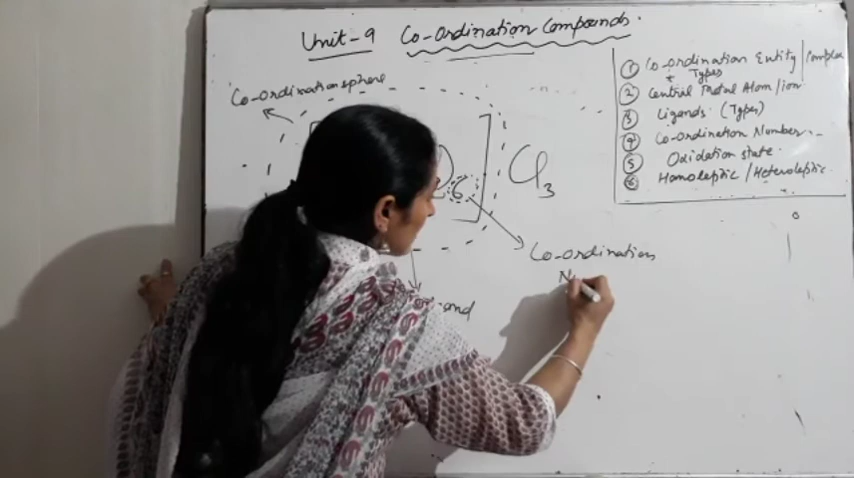 Unit-9 Co-ordination Compounds.
Co-ordination sphere
① Co-ordination Entity/Complex
+ Types
② Central Metal Atom/ion
③ Ligands (Types)
④ Co-ordination Number
⑤ Oxidation state
⑥ Homoleptic / Heteroleptic
6 ] Cl3
Co-ordination
N